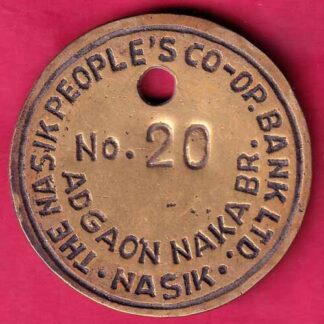 THE NASIK PEOPLE'S CO-OP. BANK LTD.
No. 20
ADGAON NAKA BR.
· NASIK ·